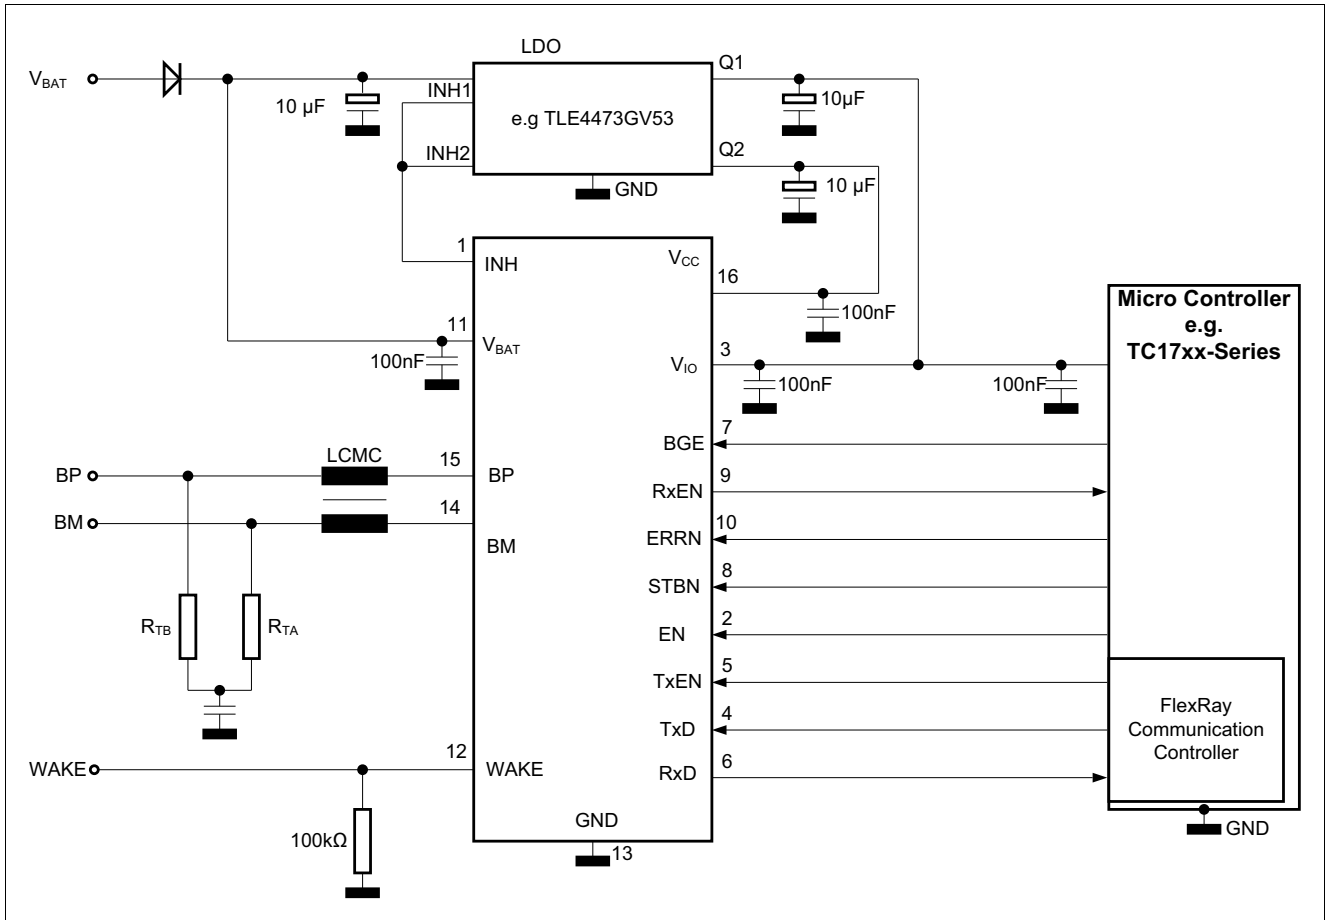 LDO
V_BAT
10 µF
INH1
INH2
e.g TLE4473GV53
GND
Q1
10µF
Q2
10 µF
1
INH
V_CC
16
100nF
11
V_BAT
100nF
3
V_IO
100nF
100nF
Micro Controller
e.g.
TC17xx-Series
7
BGE
9
RxEN
10
ERRN
8
STBN
2
EN
5
TxEN
4
TxD
6
RxD
BP
LCMC
15
BP
BM
14
BM
R_TB
R_TA
FlexRay
Communication
Controller
WAKE
12
WAKE
100kΩ
GND
13
GND